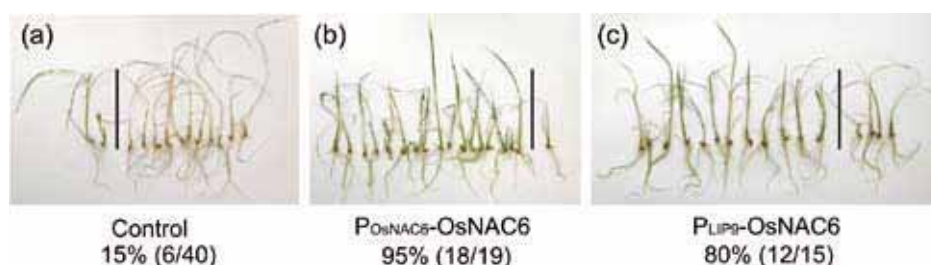 (a)
(b)
(c)
Control
15% (6/40)
POsNAC6-OsNAC6
95% (18/19)
PLIP9-OsNAC6
80% (12/15)